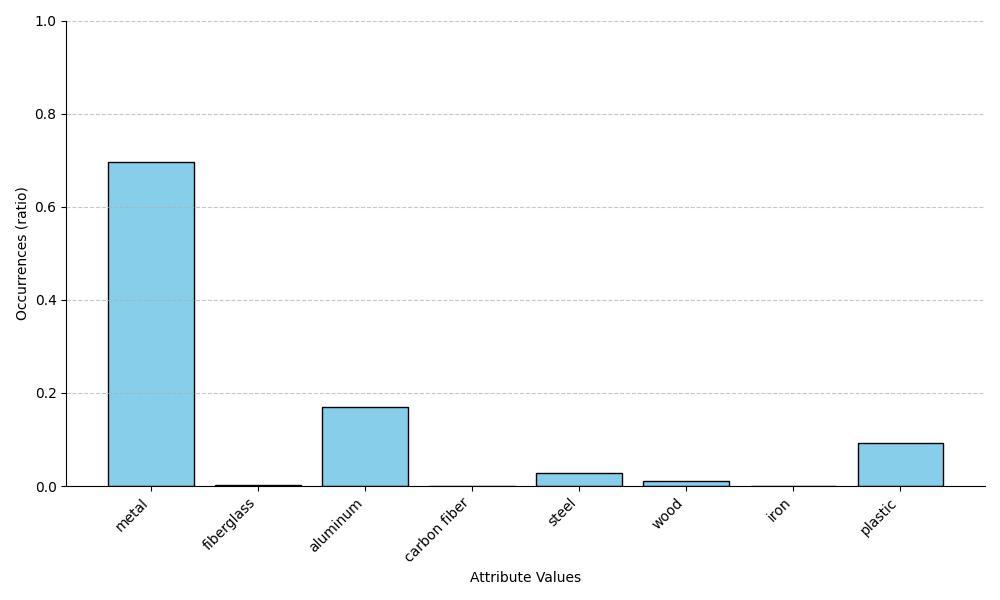 1.0
0.8
0.6
0.4
0.2
0.0
Occurrences (ratio)
metal
fiberglass
aluminum
carbon fiber
steel
wood
iron
plastic
Attribute Values